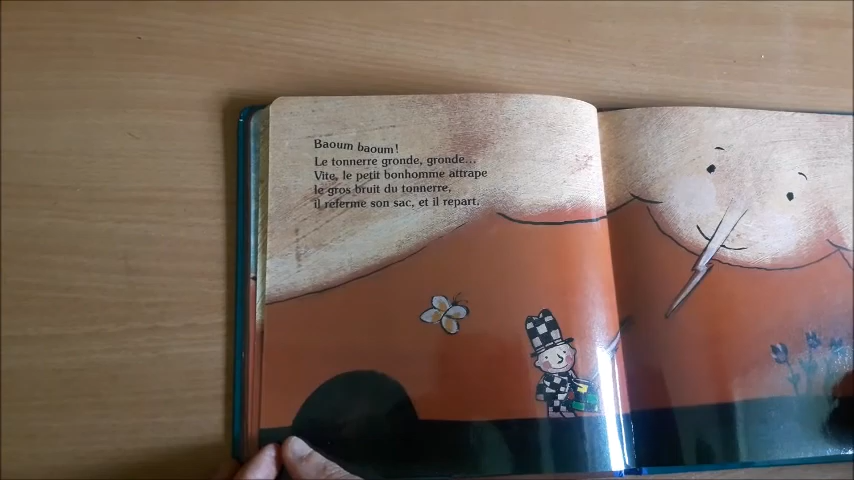 Baoum baoum!
Le tonnerre gronde, gronde...
Vite, le petit bonhomme attrape
le gros bruit du tonnerre,
il referme son sac, et il repart.